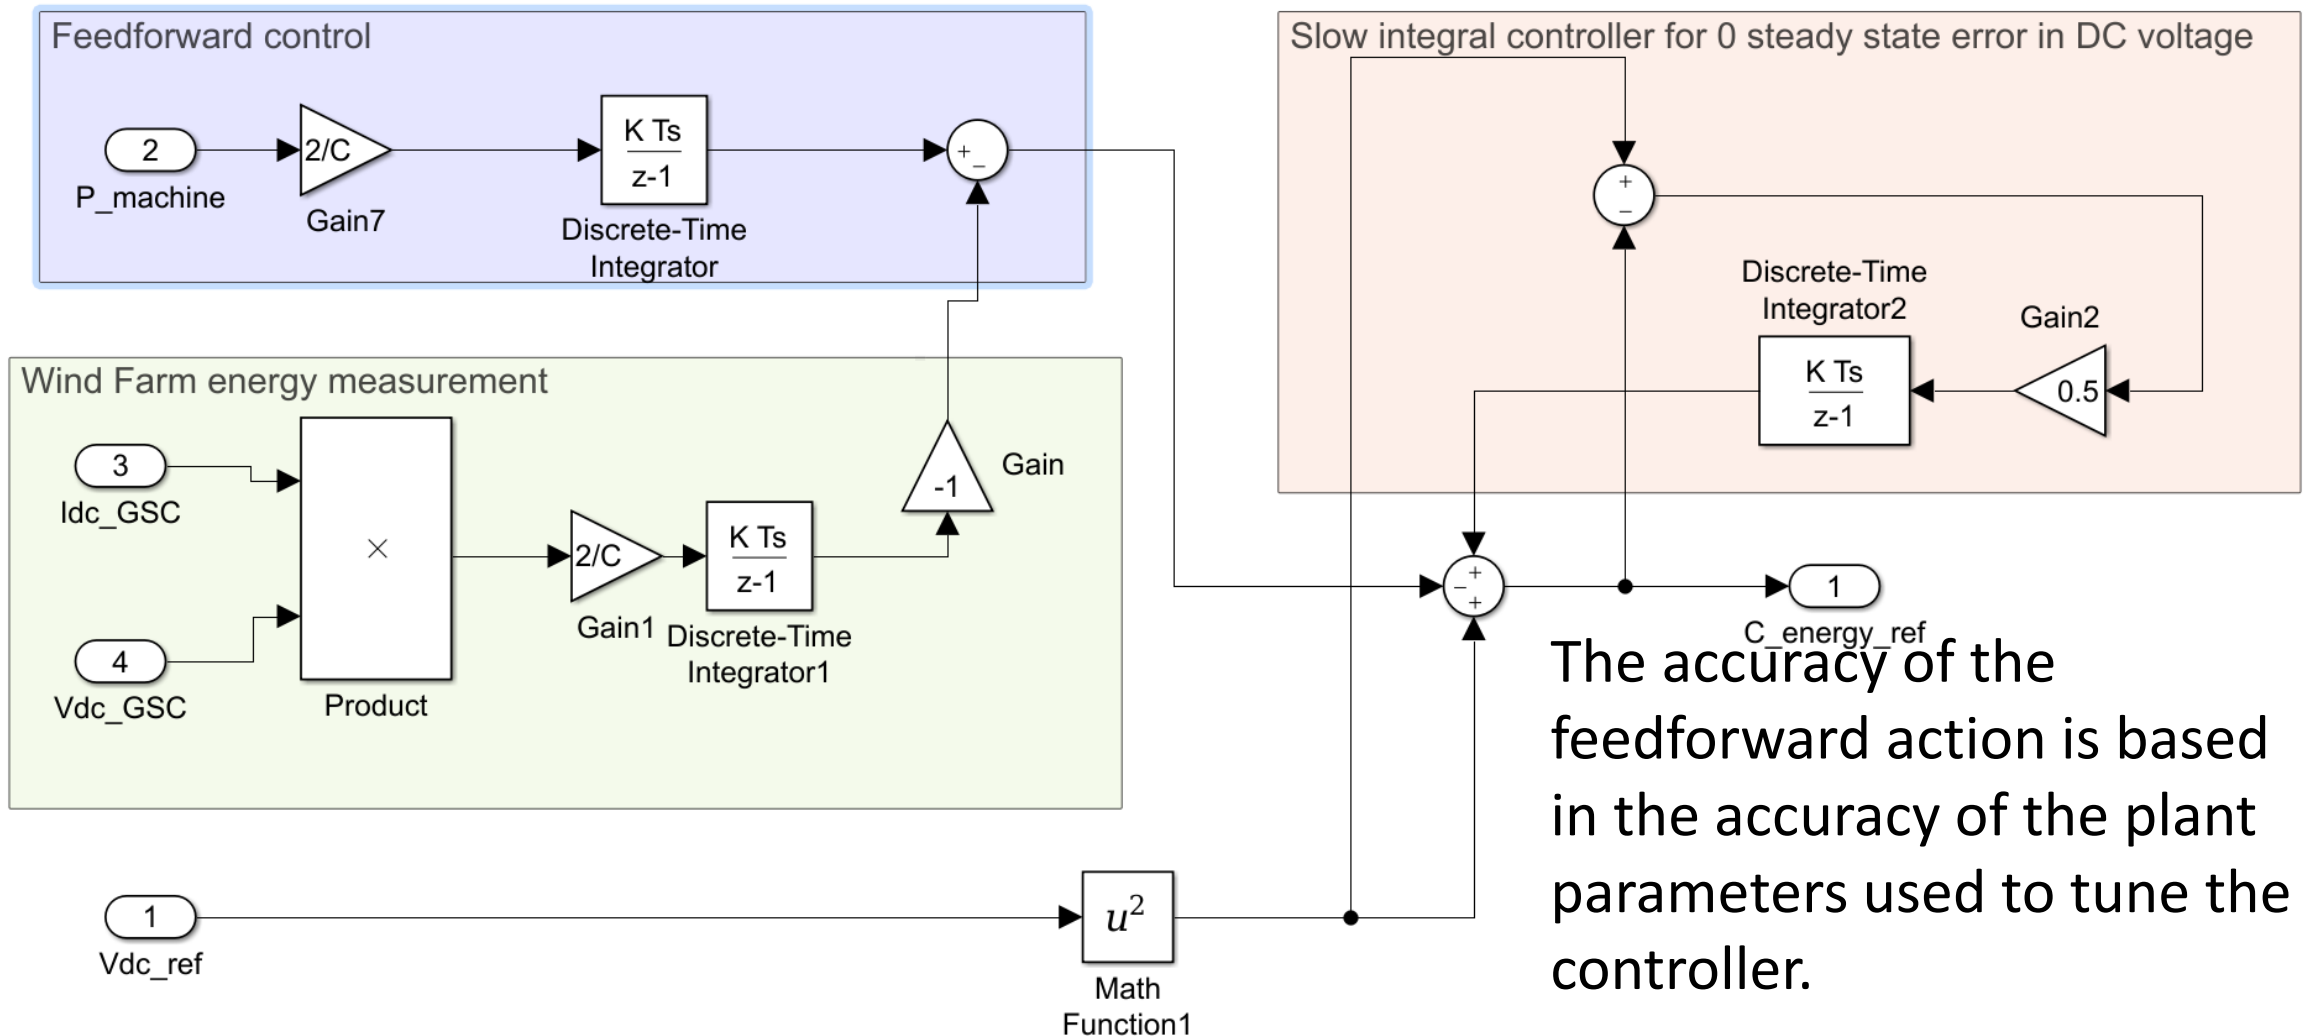 Feedforward control
2
P_machine
2/C
Gain7
K Ts
z-1
Discrete-Time
Integrator
+
−
Slow integral controller for 0 steady state error in DC voltage
+
−
Discrete-Time
Integrator2
K Ts
z-1
Gain2
0.5
Wind Farm energy measurement
3
Idc_GSC
4
Vdc_GSC
×
Product
2/C
Gain1
K Ts
z-1
Discrete-Time
Integrator1
-1
Gain
+
−
+
1
C_energy_ref
1
Vdc_ref
u²
Math
Function1
The accuracy of the
feedforward action is based
in the accuracy of the plant
parameters used to tune the
controller.